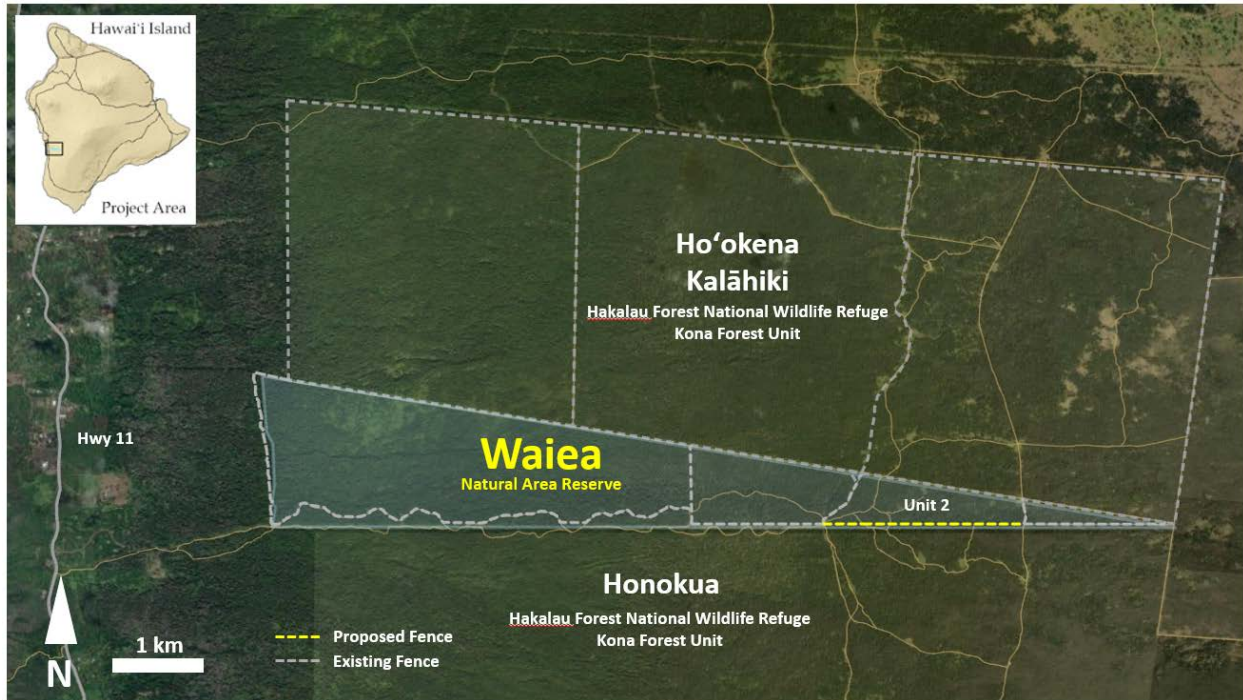 Hawai'i Island
Project Area
Ho‘okena
Kalāhiki
Hakalau Forest National Wildlife Refuge
Kona Forest Unit
Hwy 11
Waiea
Natural Area Reserve
Unit 2
Honokua
Hakalau Forest National Wildlife Refuge
Kona Forest Unit
1 km
N
Proposed Fence
Existing Fence